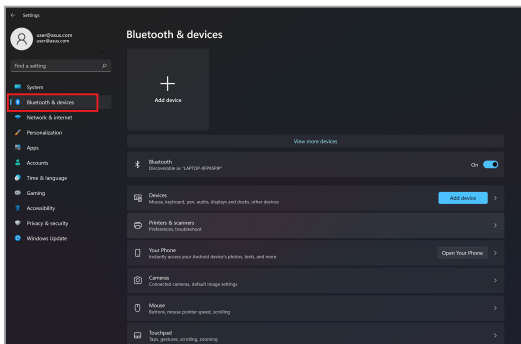 Settings
user@asus.com
user@asus.com
Find a setting
System
Bluetooth & devices
Network & internet
Personalization
Apps
Accounts
Time & language
Gaming
Accessibility
Privacy & security
Windows Update
Bluetooth & devices
Add device
View more devices
Bluetooth
Discoverable as "LAPTOP-8FPNSR9P"
On
Devices
Mouse, keyboard, pen, audio, displays and docks, other devices
Add device
Printers & scanners
Preferences, troubleshoot
Your Phone
Instantly access your Android device's photos, texts, and more
Open Your Phone
Cameras
Connected cameras, default image settings
Mouse
Buttons, mouse pointer speed, scrolling
Touchpad
Taps, gestures, scrolling, zooming